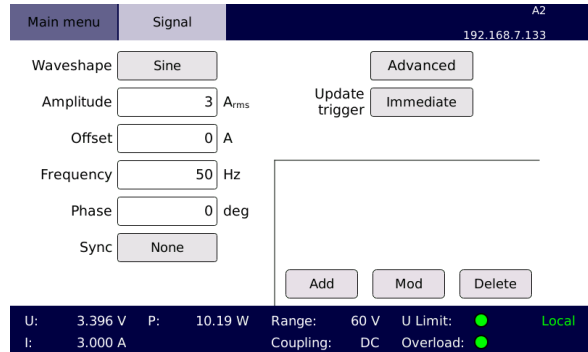 Main menu Signal A2
192.168.7.133
Waveshape Sine Advanced
Amplitude 3 Arms Update trigger Immediate
Offset 0 A
Frequency 50 Hz
Phase 0 deg
Sync None
Add Mod Delete
U: 3.396 V P: 10.19 W Range: 60 V U Limit: Local
I: 3.000 A Coupling: DC Overload: